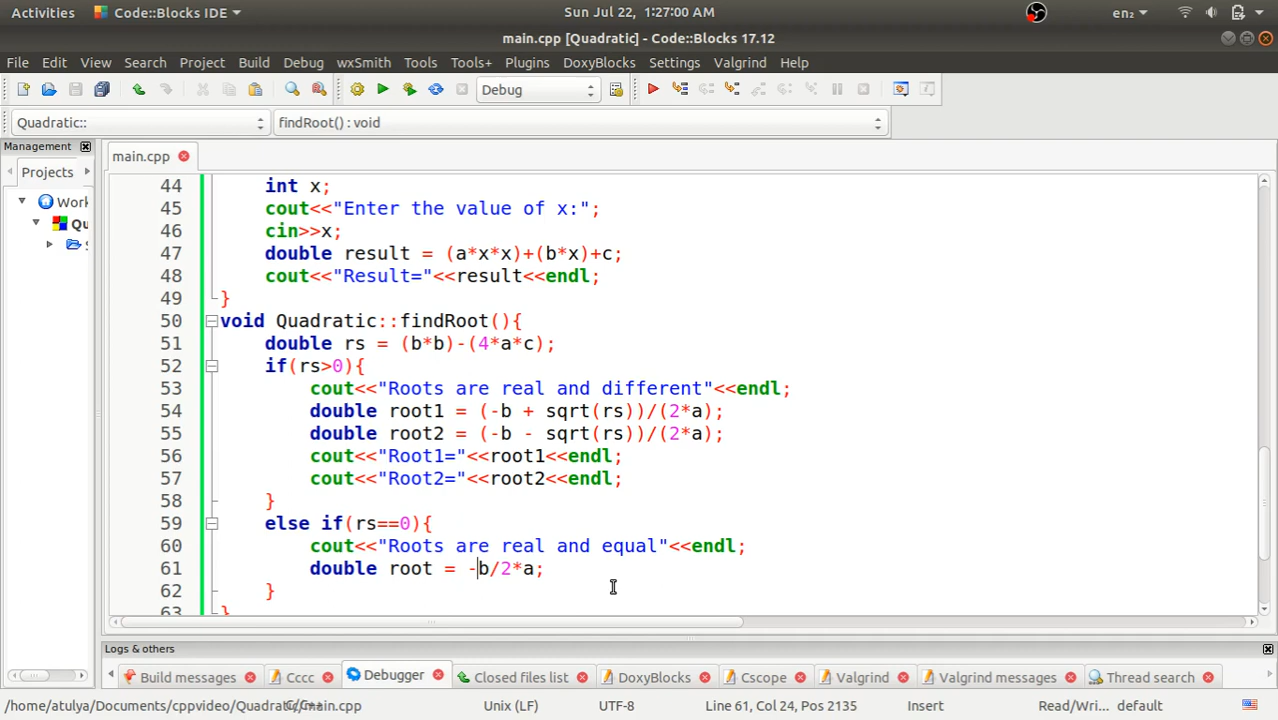 Activities Code::Blocks IDE Sun Jul 22, 1:27:00 AM en₂
main.cpp [Quadratic] - Code::Blocks 17.12
File Edit View Search Project Build Debug wxSmith Tools Tools+ Plugins DoxyBlocks Settings Valgrind Help
Debug
Quadratic:: findRoot() : void
Management
main.cpp
Projects
Work
Qu
S
44 int x;
45 cout<<"Enter the value of x:";
46 cin>>x;
47 double result = (a*x*x)+(b*x)+c;
48 cout<<"Result="<<result<<endl;
49 }
50 void Quadratic::findRoot(){
51 double rs = (b*b)-(4*a*c);
52 if(rs>0){
53 cout<<"Roots are real and different"<<endl;
54 double root1 = (-b + sqrt(rs))/(2*a);
55 double root2 = (-b - sqrt(rs))/(2*a);
56 cout<<"Root1="<<root1<<endl;
57 cout<<"Root2="<<root2<<endl;
58 }
59 else if(rs==0){
60 cout<<"Roots are real and equal"<<endl;
61 double root = -b/2*a;
62 }
63 }
Logs & others
Build messages Cccc Debugger Closed files list DoxyBlocks Cscope Valgrind Valgrind messages Thread search
/home/atulya/Documents/cppvideo/Quadratic/main.cpp Unix (LF) UTF-8 Line 61, Col 24, Pos 2135 Insert Read/Wri... default